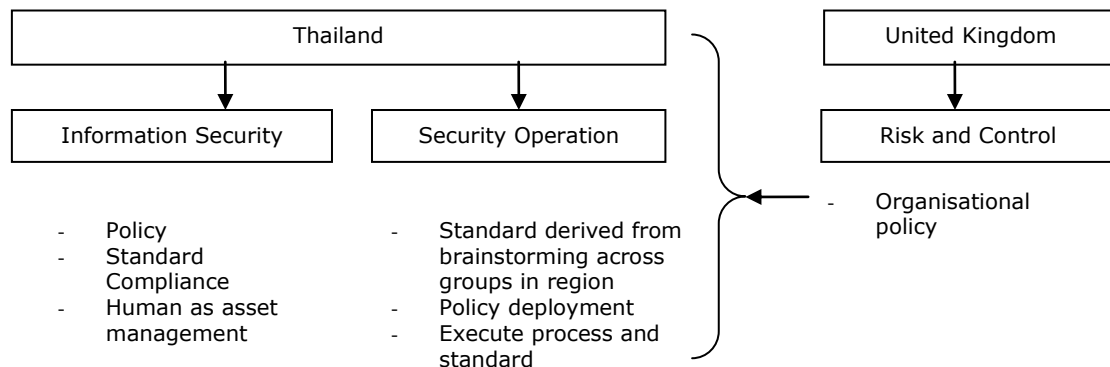 Thailand
United Kingdom
Information Security
Security Operation
Risk and Control
- Policy
- Standard
Compliance
- Human as asset
management
- Standard derived from
brainstorming across
groups in region
- Policy deployment
- Execute process and
standard
- Organisational
policy